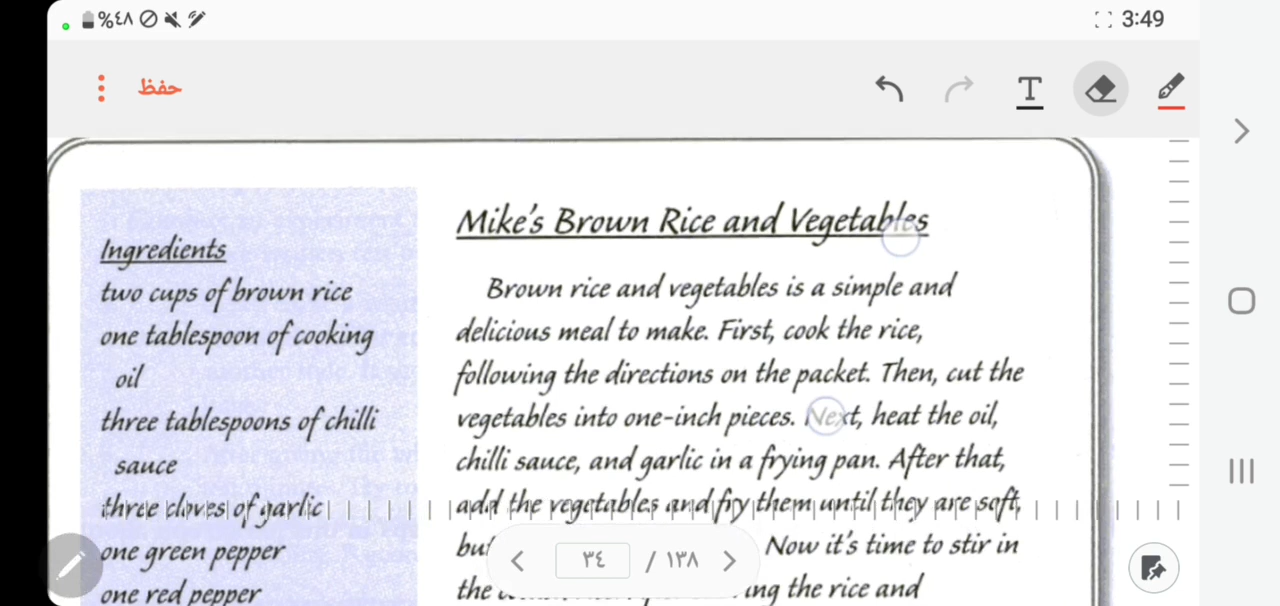 %٤٨
3:49
حفظ
T
Ingredients
two cups of brown rice
one tablespoon of cooking
oil
three tablespoons of chilli
sauce
three cloves of garlic
one green pepper
one red pepper
Mike's Brown Rice and Vegetables
Brown rice and vegetables is a simple and
delicious meal to make. First, cook the rice,
following the directions on the packet. Then, cut the
vegetables into one-inch pieces. Next, heat the oil,
chilli sauce, and garlic in a frying pan. After that,
add the vegetables and fry them until they are soft,
Now it's time to stir in
the
the rice and
٣٤ / ١٣٨